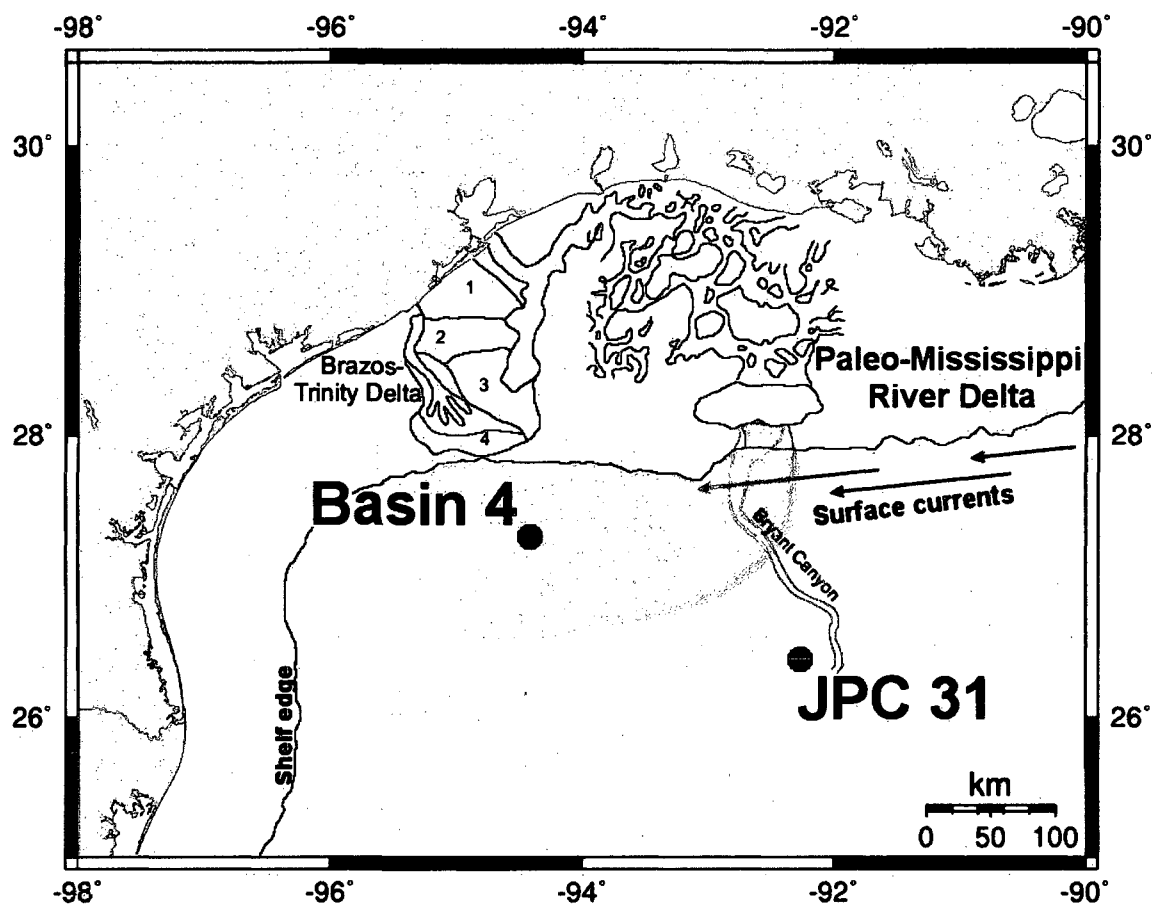 -98° -96° -94° -92° -90°
30° 30°
1
2
Brazos-
Trinity Delta
3
4
Paleo-Mississippi
River Delta
28° 28°
Basin 4
Surface currents
Bryant Canyon
JPC 31
Shelf edge
26° 26°
km
0 50 100
-98° -96° -94° -92° -90°